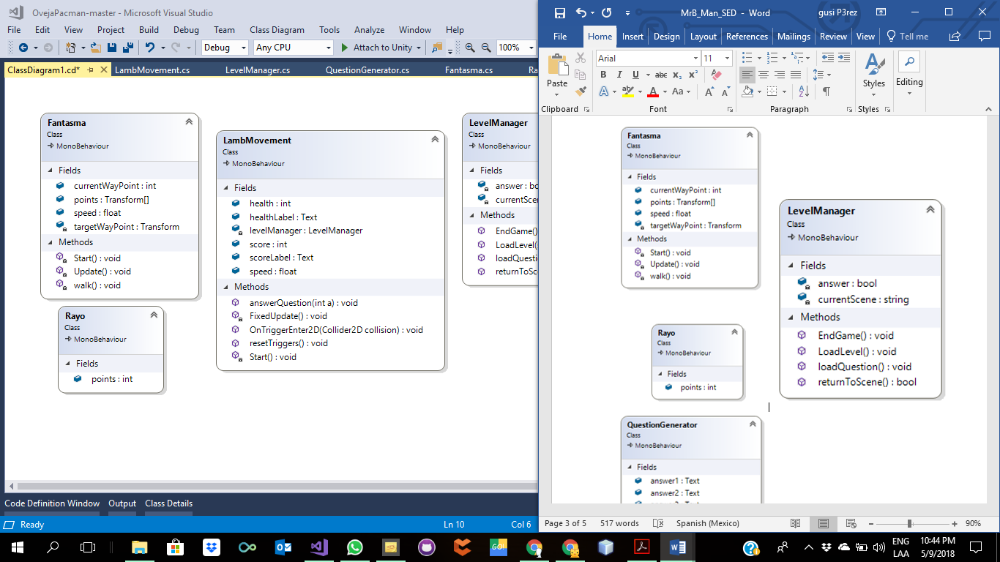 OvejaPacman-master - Microsoft Visual Studio
File Edit View Project Build Debug Team Class Diagram Tools Analyze Window Help
Debug Any CPU Attach to Unity 100%
ClassDiagram1.cd* LambMovement.cs LevelManager.cs QuestionGenerator.cs Fantasma.cs Ra
Fantasma
Class
MonoBehaviour
Fields
currentWayPoint : int
points : Transform[]
speed : float
targetWayPoint : Transform
Methods
Start() : void
Update() : void
walk() : void
Rayo
Class
MonoBehaviour
Fields
points : int
LambMovement
Class
MonoBehaviour
Fields
health : int
healthLabel : Text
levelManager : LevelManager
score : int
scoreLabel : Text
speed : float
Methods
answerQuestion(int a) : void
FixedUpdate() : void
OnTriggerEnter2D(Collider2D collision) : void
resetTriggers() : void
Start() : void
LevelManager
Class
MonoBehaviour
Fields
answer : bo
currentScen
Methods
EndGame()
LoadLevel()
loadQuesti
returnToSce
Code Definition Window Output Class Details
Ready Ln 10 Col 6
MrB_Man_SED - Word gusi P3rez
File Home Insert Design Layout References Mailings Review View Tell me
Paste
Arial 11
B I U abc x₂ x²
A A Aa A A
Styles
Editing
Clipboard Font Paragraph Styles
Fantasma
Class
MonoBehaviour
Fields
currentWayPoint : int
points : Transform[]
speed : float
targetWayPoint : Transform
Methods
Start() : void
Update() : void
walk() : void
LevelManager
Class
MonoBehaviour
Fields
answer : bool
currentScene : string
Methods
EndGame() : void
LoadLevel() : void
loadQuestion() : void
returnToScene() : bool
Rayo
Class
MonoBehaviour
Fields
points : int
QuestionGenerator
Class
MonoBehaviour
Fields
answer1 : Text
answer2 : Text
Page 3 of 5 517 words Spanish (Mexico) 90%
ENG 10:44 PM
LAA 5/9/2018